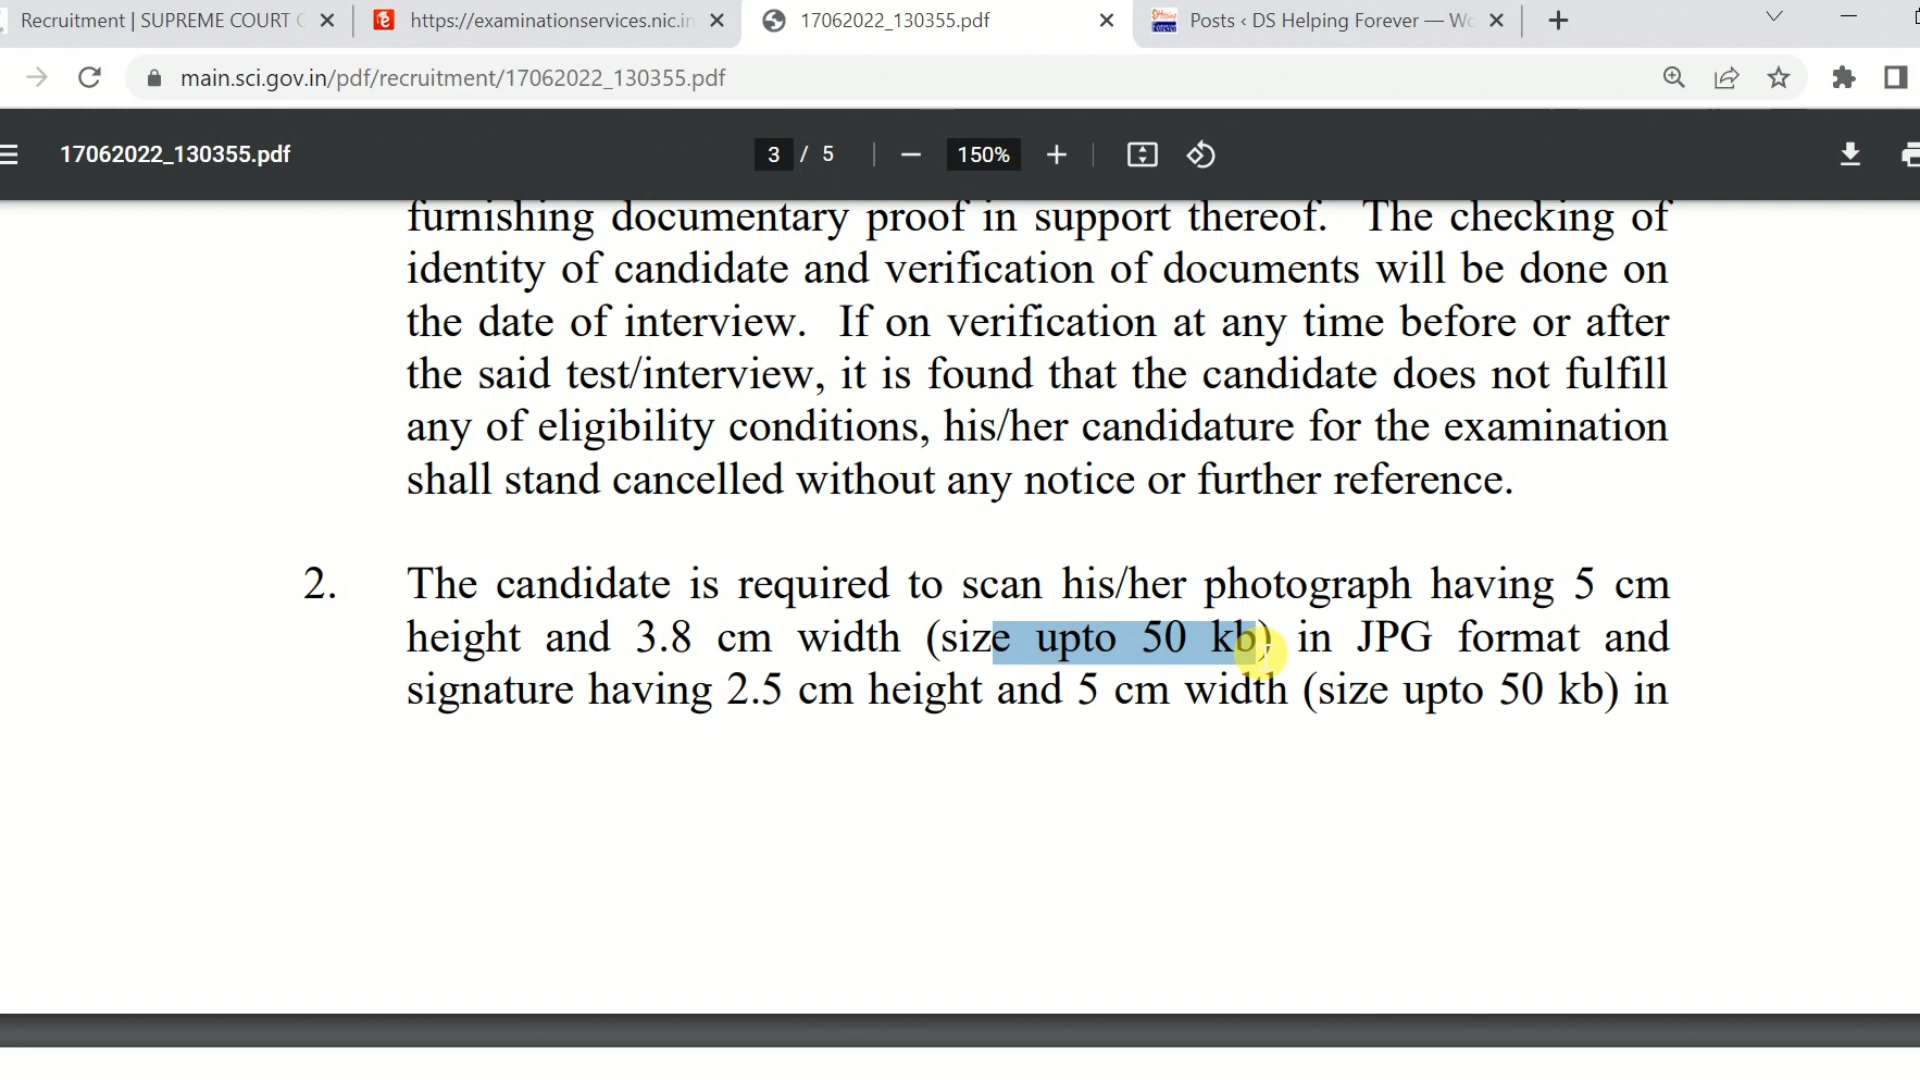 Recruitment | SUPREME COURT
https://examinationservices.nic.in
17062022_130355.pdf
Posts ‹ DS Helping Forever — Wo
main.sci.gov.in/pdf/recruitment/17062022_130355.pdf
17062022_130355.pdf
3 / 5
150%
furnishing documentary proof in support thereof. The checking of
identity of candidate and verification of documents will be done on
the date of interview. If on verification at any time before or after
the said test/interview, it is found that the candidate does not fulfill
any of eligibility conditions, his/her candidature for the examination
shall stand cancelled without any notice or further reference.
2. The candidate is required to scan his/her photograph having 5 cm
height and 3.8 cm width (size upto 50 kb) in JPG format and
signature having 2.5 cm height and 5 cm width (size upto 50 kb) in